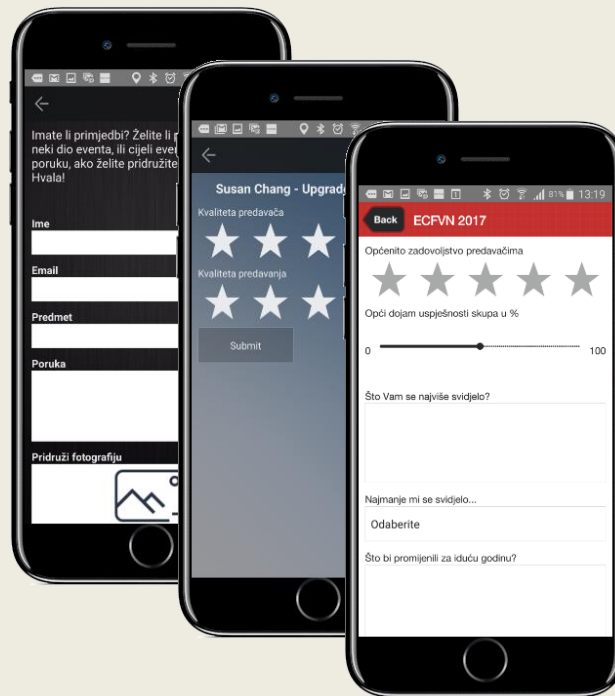 Imate li primjedbi? Želite li
neki dio eventa, ili cijeli
poruku, ako želite pridružite
Hvala!
Ime
Email
Predmet
Poruka
Pridruži fotografiju
Susan Chang -
Kvaliteta predavača
Kvaliteta predavanja
Submit
81% 13:19
Back ECFVN 2017
Općenito zadovoljstvo predavačima
Opći dojam uspješnosti skupa u %
0 100
Što Vam se najviše svidjelo?
Najmanje mi se svidjelo...
Odaberite
Što bi promijenili za iduću godinu?